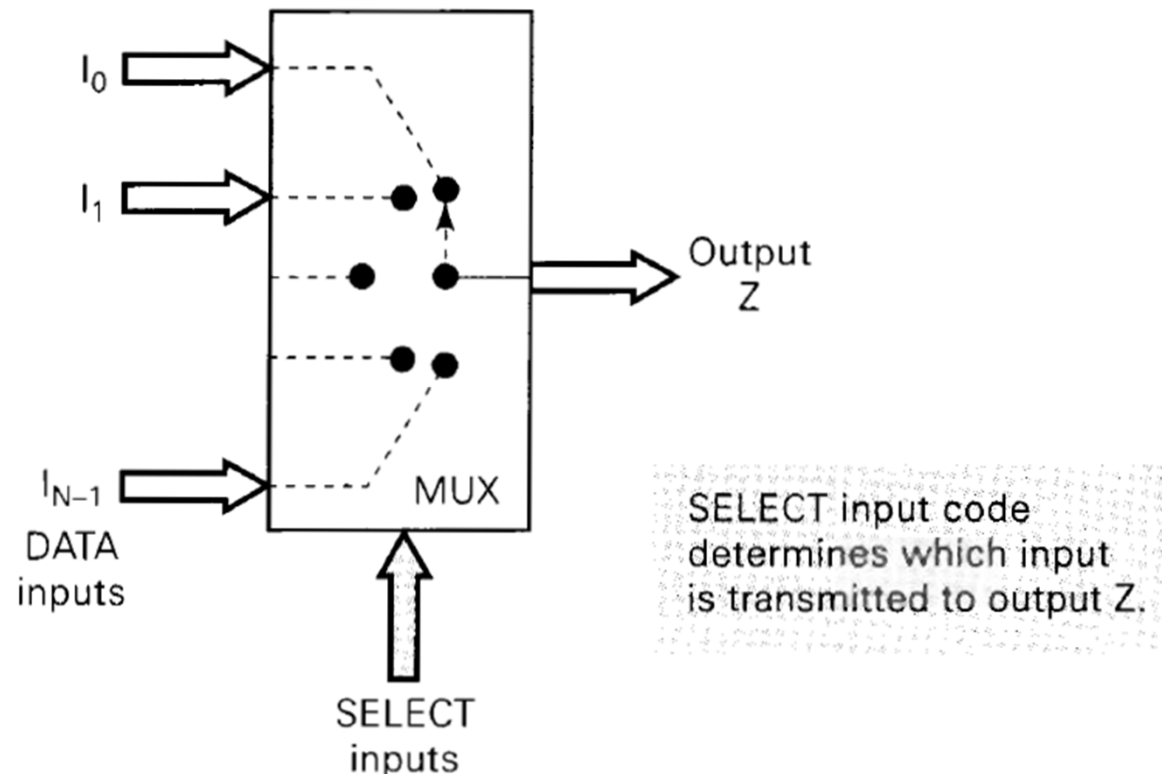 I0
I1
Output
Z
IN–1
DATA
inputs
MUX
SELECT input code
determines which input
is transmitted to output Z.
SELECT
inputs